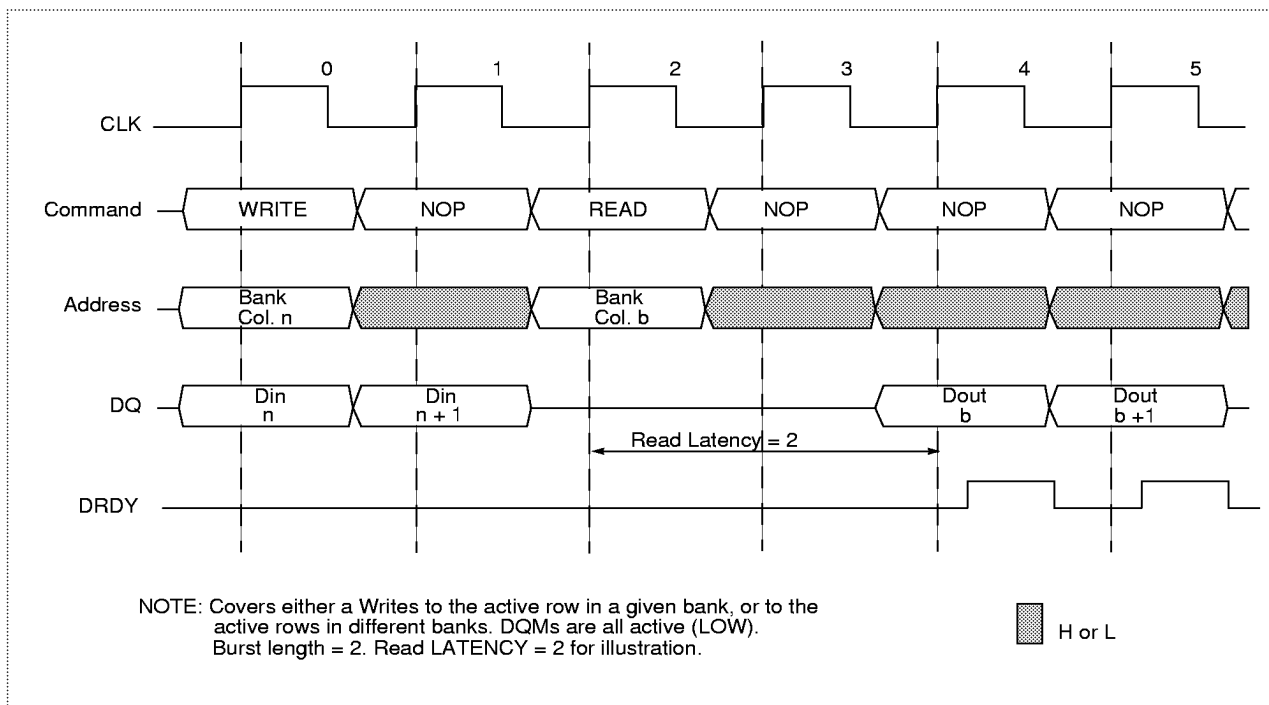 0 1 2 3 4 5
CLK
Command WRITE NOP READ NOP NOP NOP
Address Bank Bank
Col. n Col. b
DQ Din Din Dout Dout
n n + 1 b b +1
Read Latency = 2
DRDY
NOTE: Covers either a Writes to the active row in a given bank, or to the
active rows in different banks. DQMs are all active (LOW).
Burst length = 2. Read LATENCY = 2 for illustration.
H or L